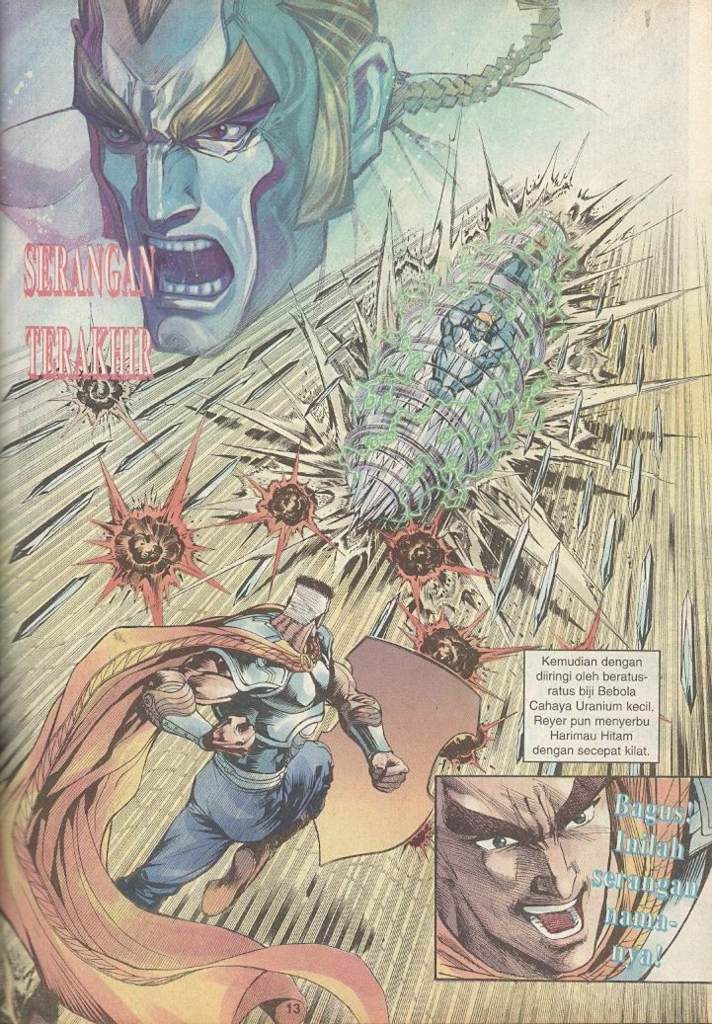 SERANGAN
TERAKHIR
Kemudian dengan
diiringi oleh beratus-
ratus biji Bebola
Cahaya Uranium kecil,
Reyer pun menyerbu
Harimau Hitam
dengan secepat kilat.
Bagus!
Inilah
serangan
nama-
nya!
13